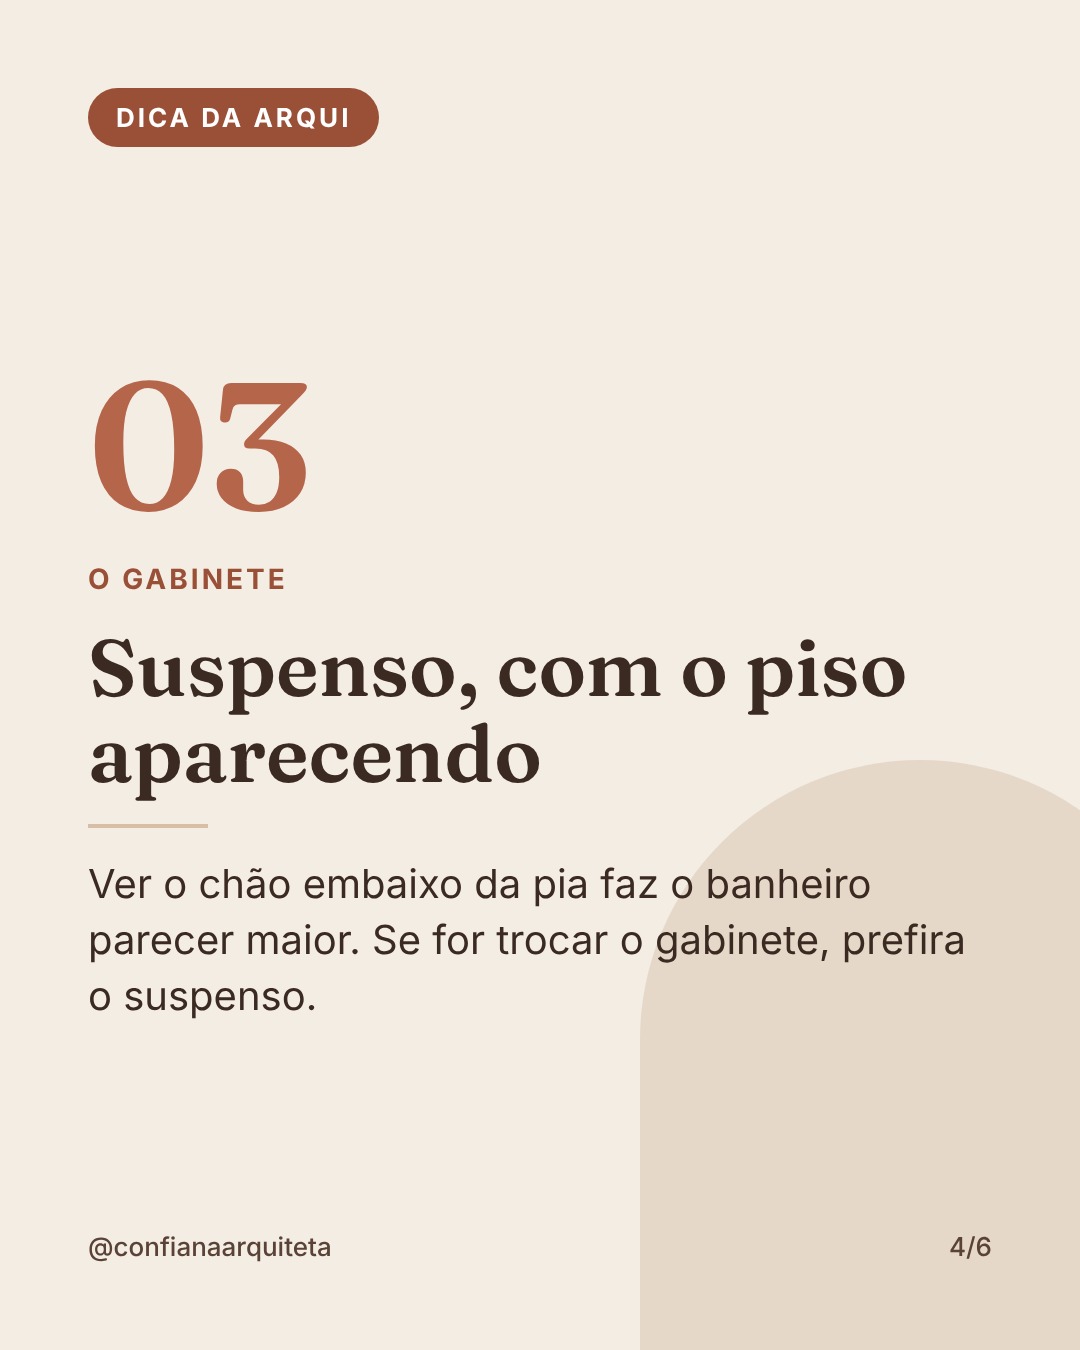 DICA DA ARQUI
03
O GABINETE
Suspenso, com o piso
aparecendo
Ver o chão embaixo da pia faz o banheiro
parecer maior. Se for trocar o gabinete, prefira
o suspenso.
@confianaarquiteta
4/6